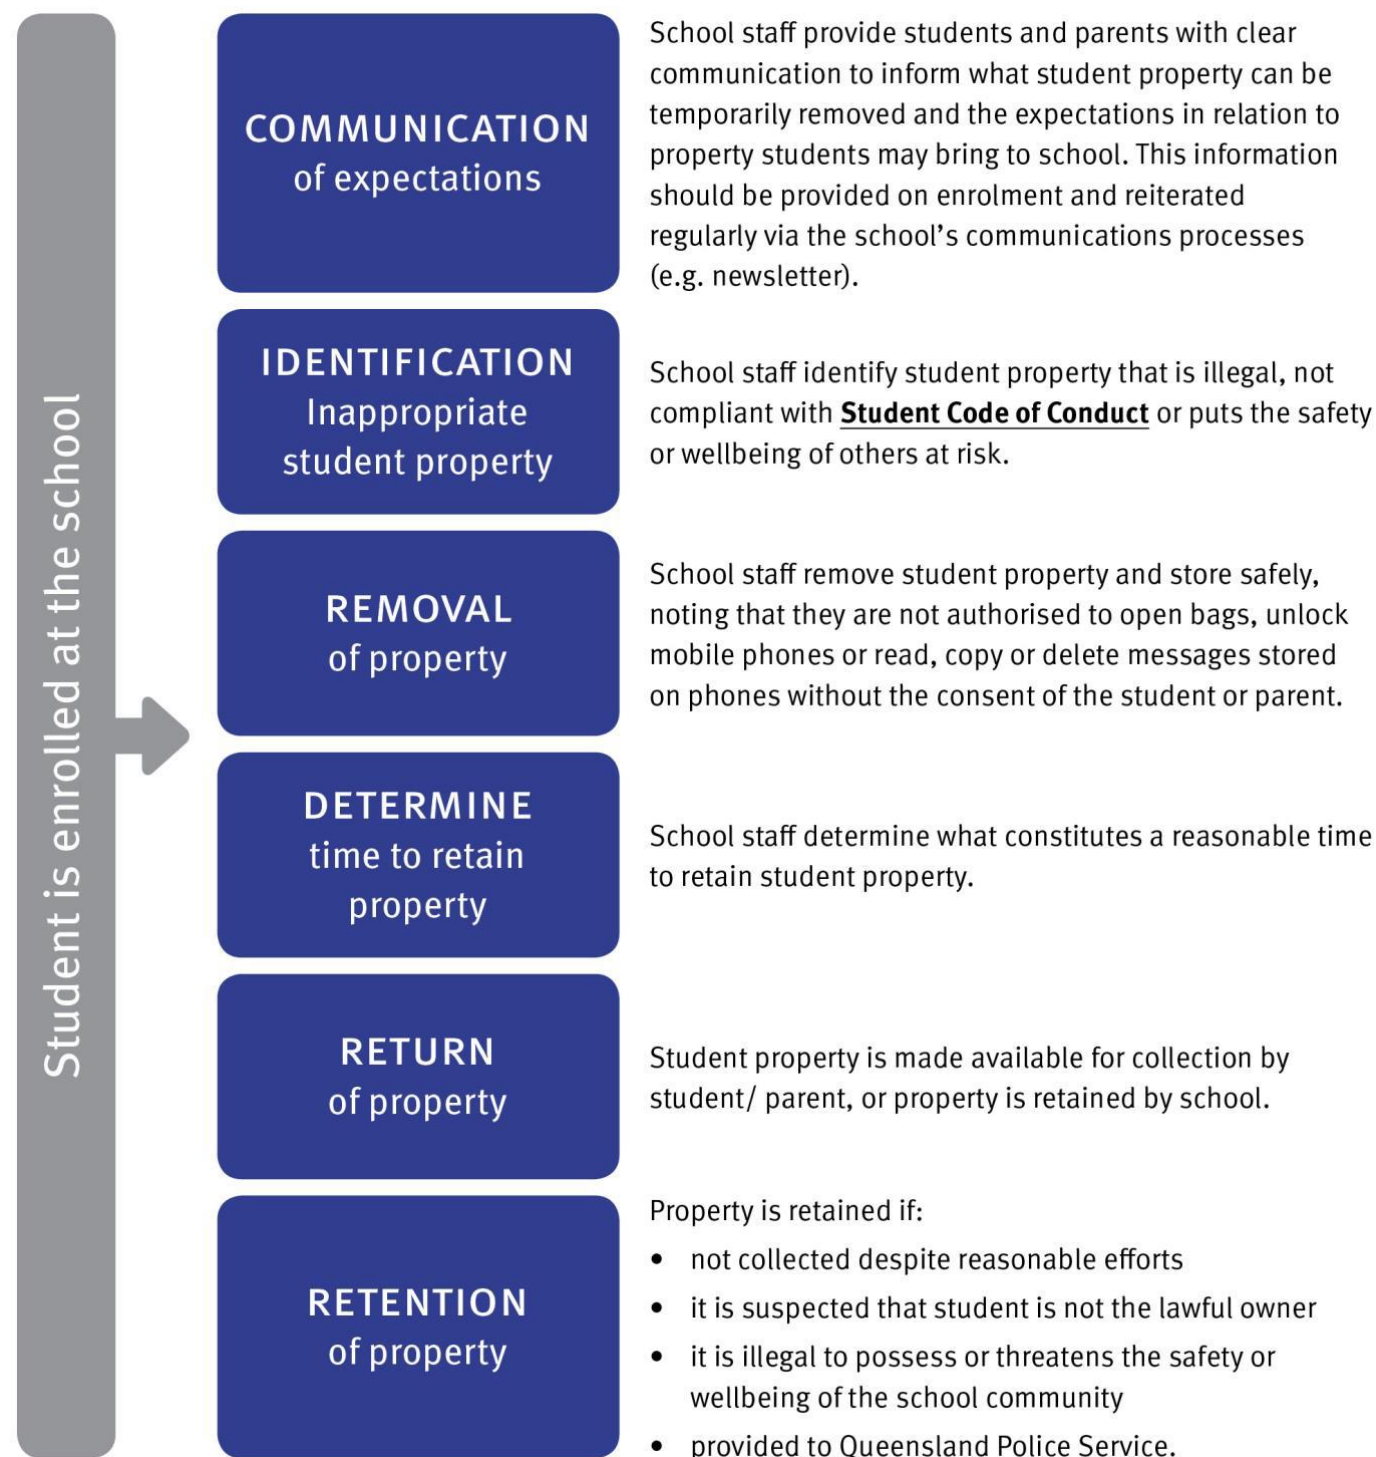 Student is enrolled at the school
COMMUNICATION
of expectations
School staff provide students and parents with clear
communication to inform what student property can be
temporarily removed and the expectations in relation to
property students may bring to school. This information
should be provided on enrolment and reiterated
regularly via the school’s communications processes
(e.g. newsletter).
IDENTIFICATION
Inappropriate
student property
School staff identify student property that is illegal, not
compliant with Student Code of Conduct or puts the safety
or wellbeing of others at risk.
REMOVAL
of property
School staff remove student property and store safely,
noting that they are not authorised to open bags, unlock
mobile phones or read, copy or delete messages stored
on phones without the consent of the student or parent.
DETERMINE
time to retain
property
School staff determine what constitutes a reasonable time
to retain student property.
RETURN
of property
Student property is made available for collection by
student/ parent, or property is retained by school.
RETENTION
of property
Property is retained if:
• not collected despite reasonable efforts
• it is suspected that student is not the lawful owner
• it is illegal to possess or threatens the safety or
wellbeing of the school community
• provided to Queensland Police Service.